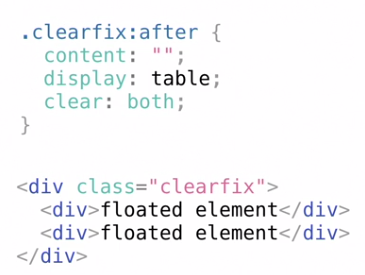 .clearfix:after {
  content: "";
  display: table;
  clear: both;
}

<div class="clearfix">
  <div>floated element</div>
  <div>floated element</div>
</div>